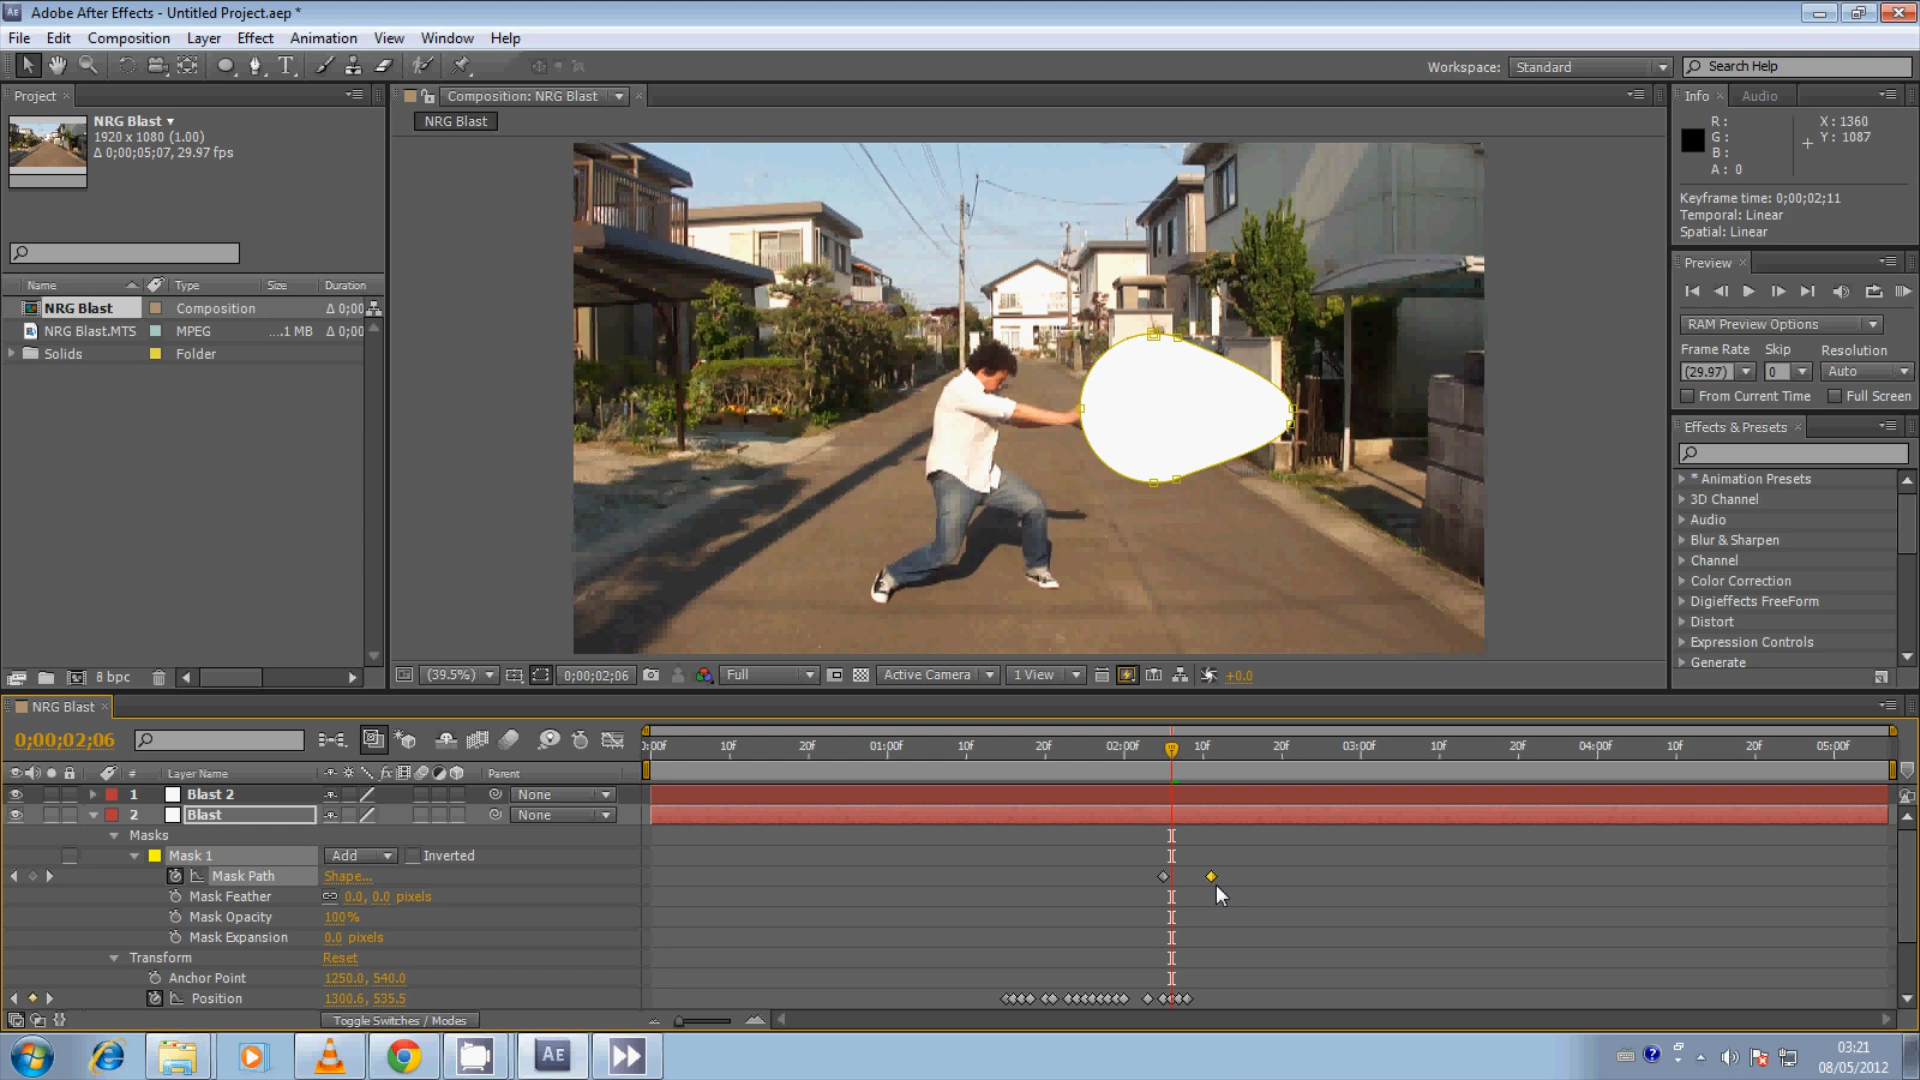 Adobe After Effects - Untitled Project.aep *
File Edit Composition Layer Effect Animation View Window Help
Workspace: Standard Search Help
Project
NRG Blast
1920 x 1080 (1.00)
Δ 0;00;05;07, 29.97 fps
Name Type Size Duration
NRG Blast Composition Δ 0;00
NRG Blast.MTS MPEG ....1 MB Δ 0;00
Solids Folder
8 bpc
Composition: NRG Blast
NRG Blast
(39.5%) 0;00;02;06 Full Active Camera 1 View +0.0
Info Audio
R :
G :
B :
A : 0
X : 1360
Y : 1087
Keyframe time: 0;00;02;11
Temporal: Linear
Spatial: Linear
Preview
RAM Preview Options
Frame Rate Skip Resolution
(29.97) 0 Auto
From Current Time Full Screen
Effects & Presets
* Animation Presets
3D Channel
Audio
Blur & Sharpen
Channel
Color Correction
Digieffects FreeForm
Distort
Expression Controls
Generate
NRG Blast
0;00;02;06
):00f 10f 20f 01:00f 10f 20f 02:00f 10f 20f 03:00f 10f 20f 04:00f 10f 20f 05:00f
# Layer Name Parent
1 Blast 2 None
2 Blast None
Masks
Mask 1 Add Inverted
Mask Path Shape...
Mask Feather 0.0, 0.0 pixels
Mask Opacity 100%
Mask Expansion 0.0 pixels
Transform Reset
Anchor Point 1250.0, 540.0
Position 1300.6, 535.5
Toggle Switches / Modes
AE
03:21
08/05/2012